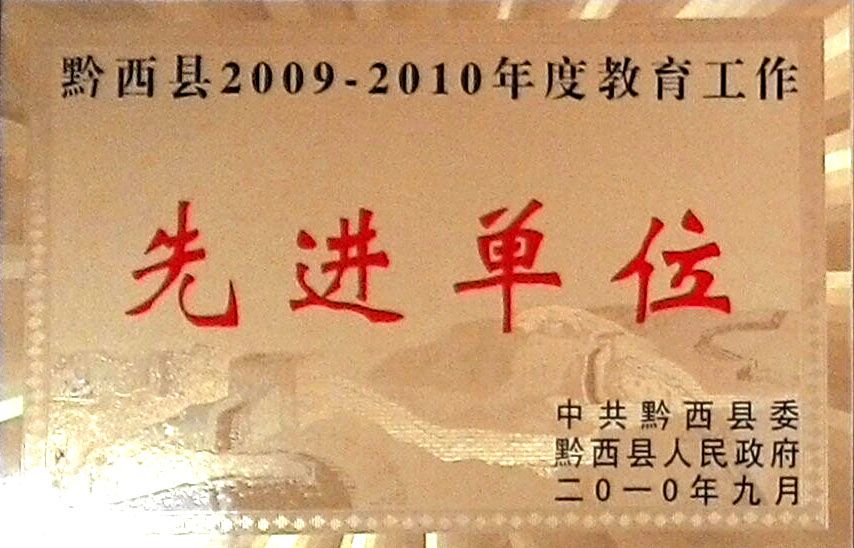 黔西县2009-2010年度教育工作
先进单位
中共黔西县委
黔西县人民政府
二0一0年九月